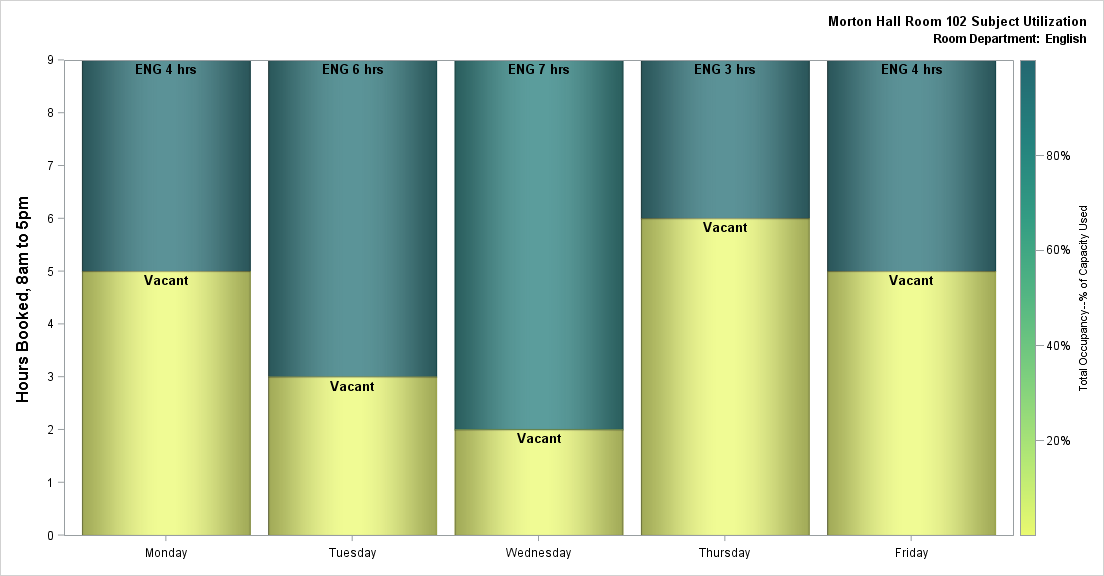 Morton Hall Room 102 Subject Utilization
Room Department: English
Hours Booked, 8am to 5pm
9
8
7
6
5
4
3
2
1
0
ENG 4 hrs
Vacant
ENG 6 hrs
Vacant
ENG 7 hrs
Vacant
ENG 3 hrs
Vacant
ENG 4 hrs
Vacant
Monday
Tuesday
Wednesday
Thursday
Friday
80%
60%
40%
20%
Total Occupancy--% of Capacity Used